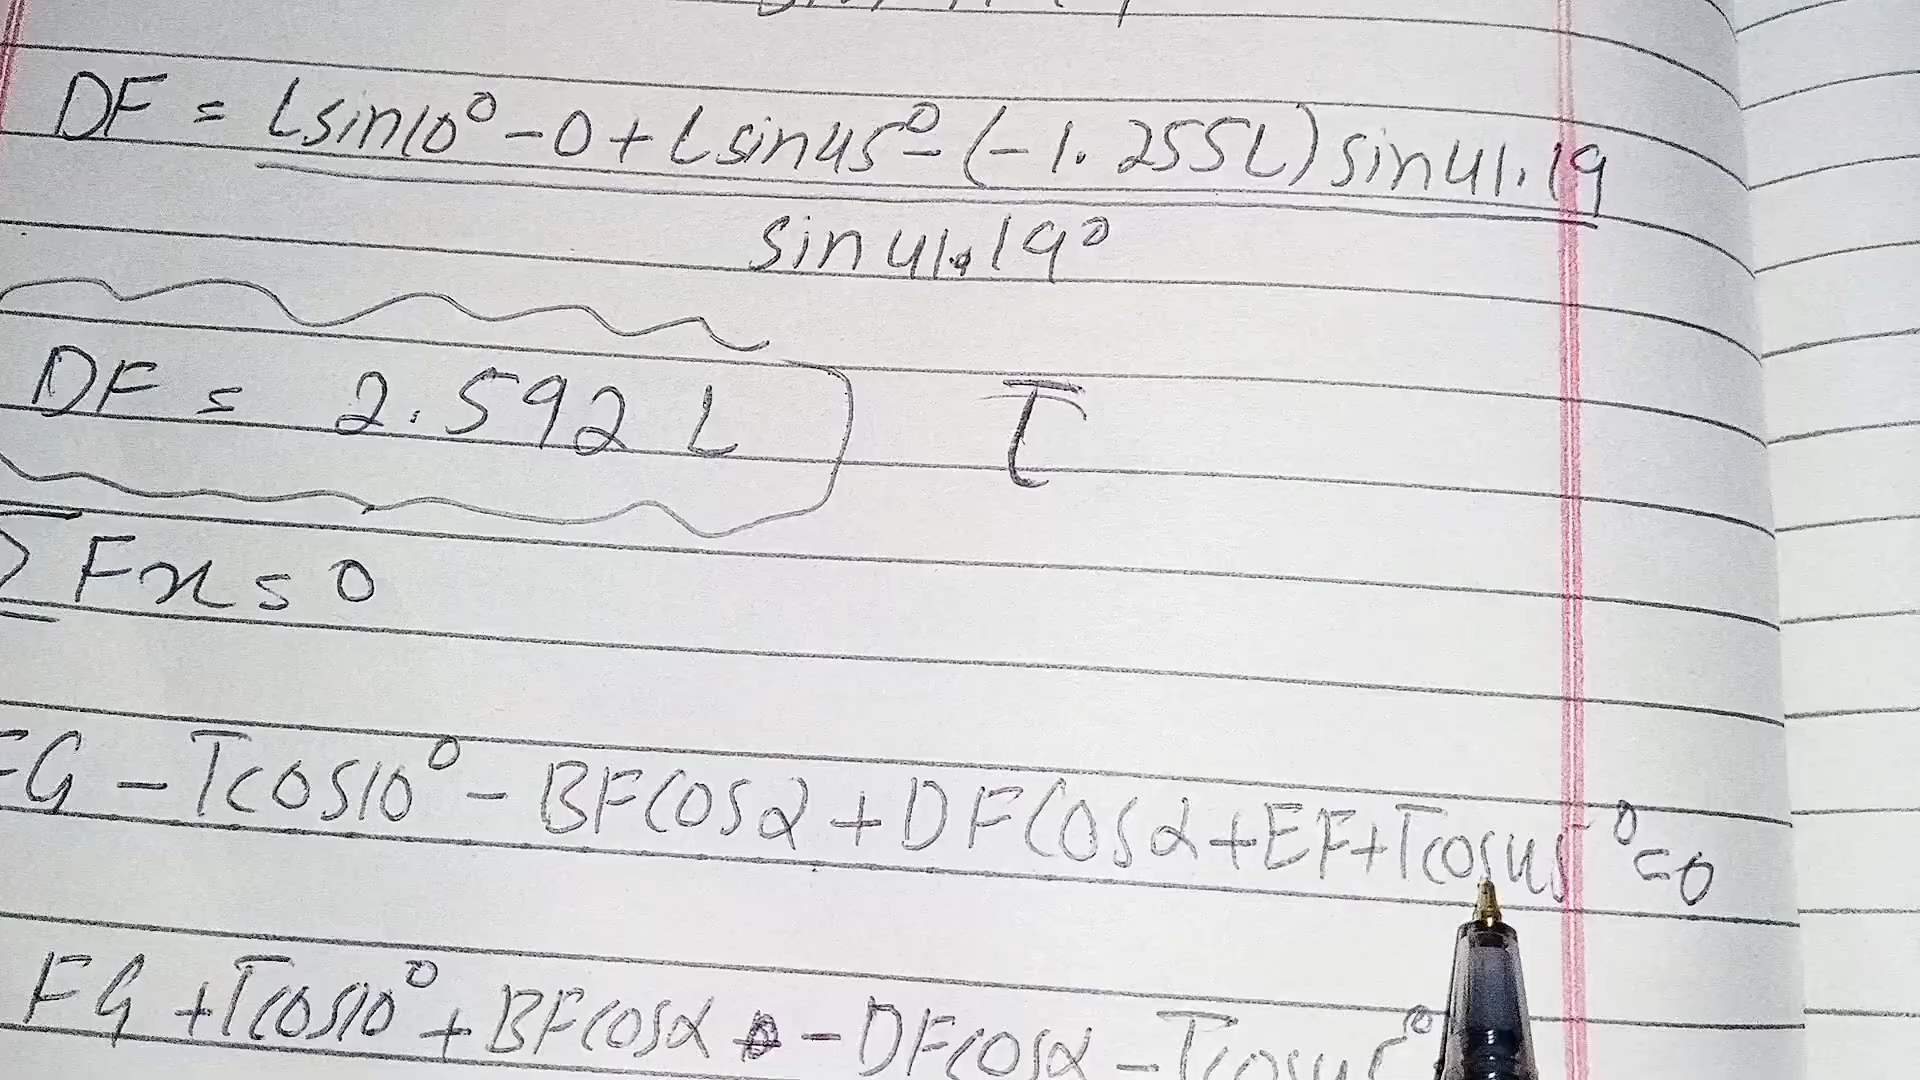 DF = Lsin10° - 0 + Lsin45° - (-1.255L) sin41.19
sin41.19°
DF = 2.592 L T
ΣFx = 0
FG - Tcos10° - BFCosα + DFCosα + EF + Tcos45° = 0
FG + Tcos10° + BFcosα - DFcosα - Tcos45°